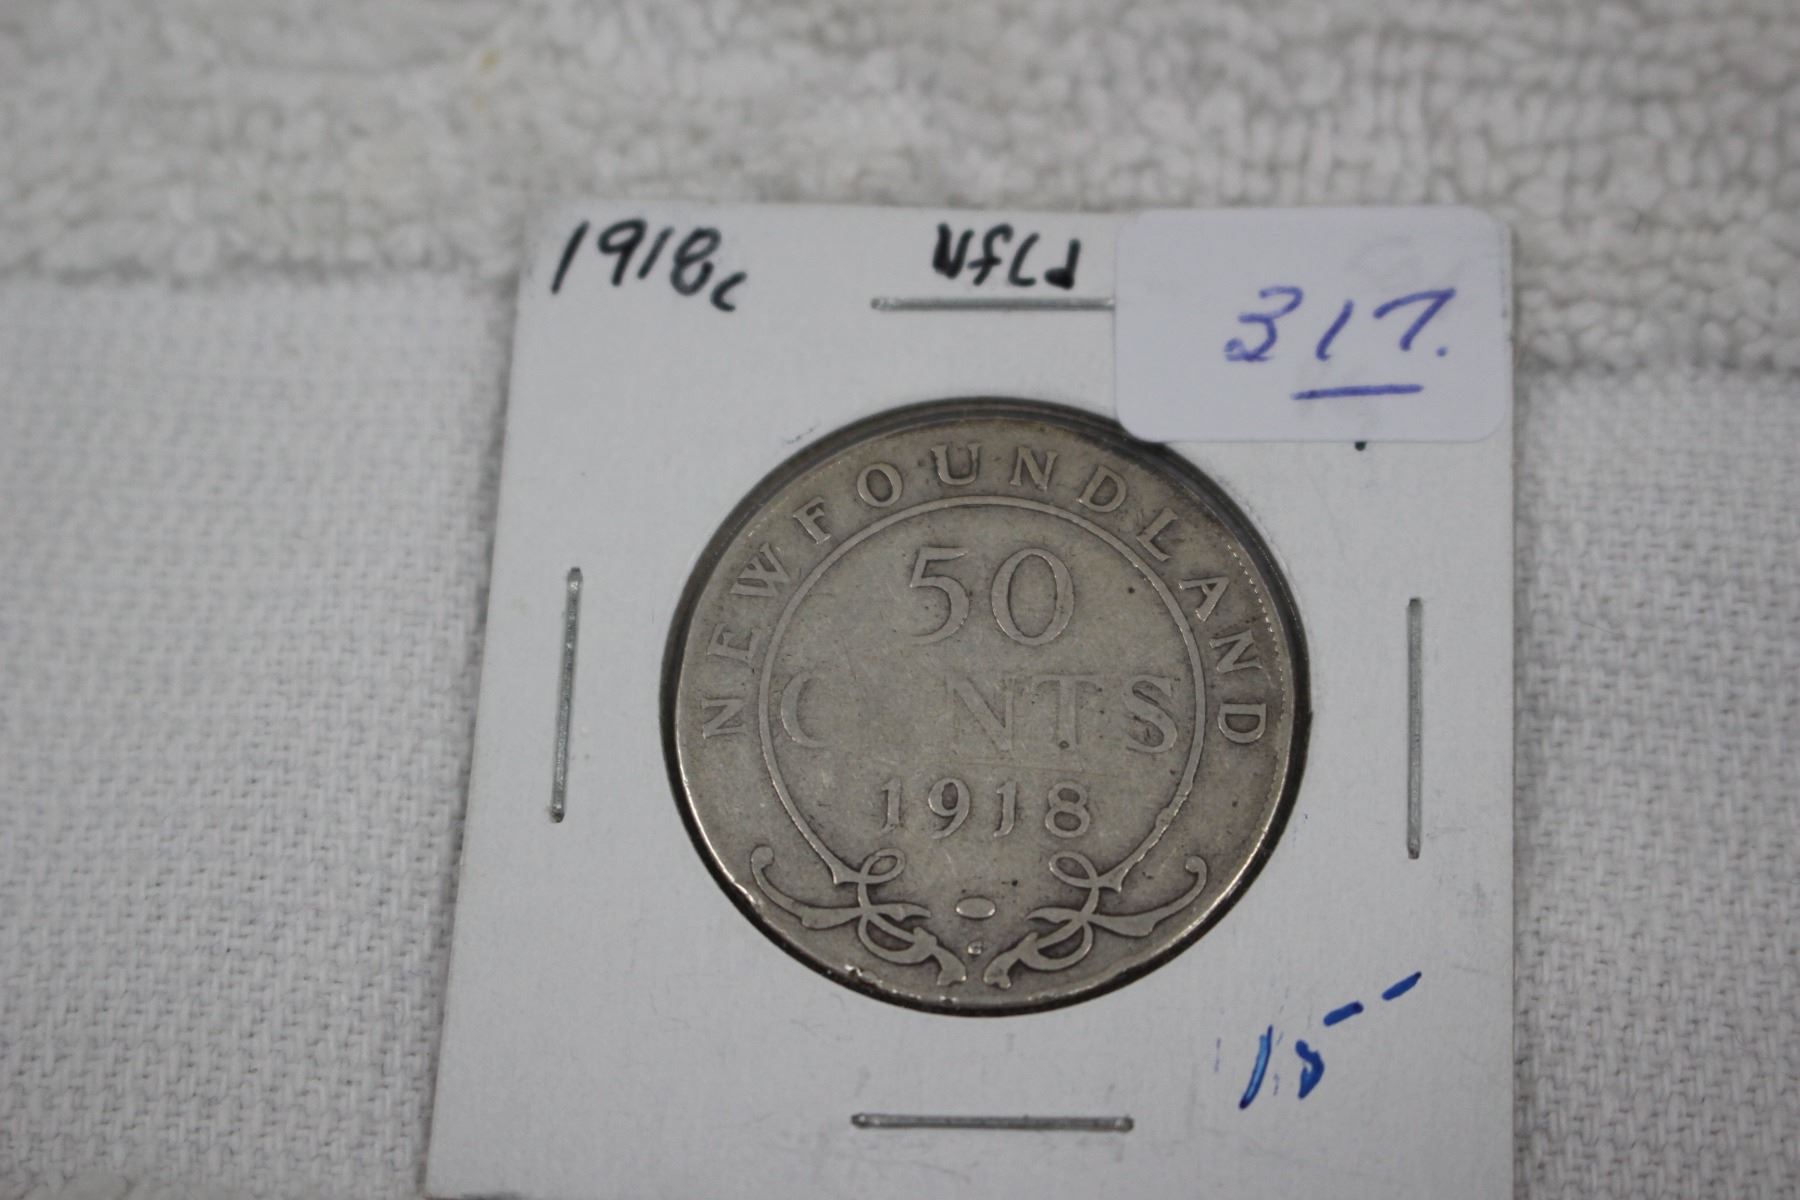 1918c
Nfld
317.
NEWFOUNDLAND
50
C NTS
1918
C
15--